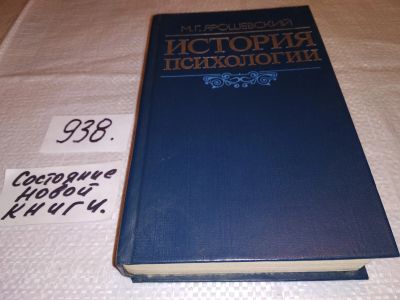 М.Г. ЯРОШЕВСКИЙ
ИСТОРИЯ
ПСИХОЛОГИИ
938.
Состояние
новой
книги.